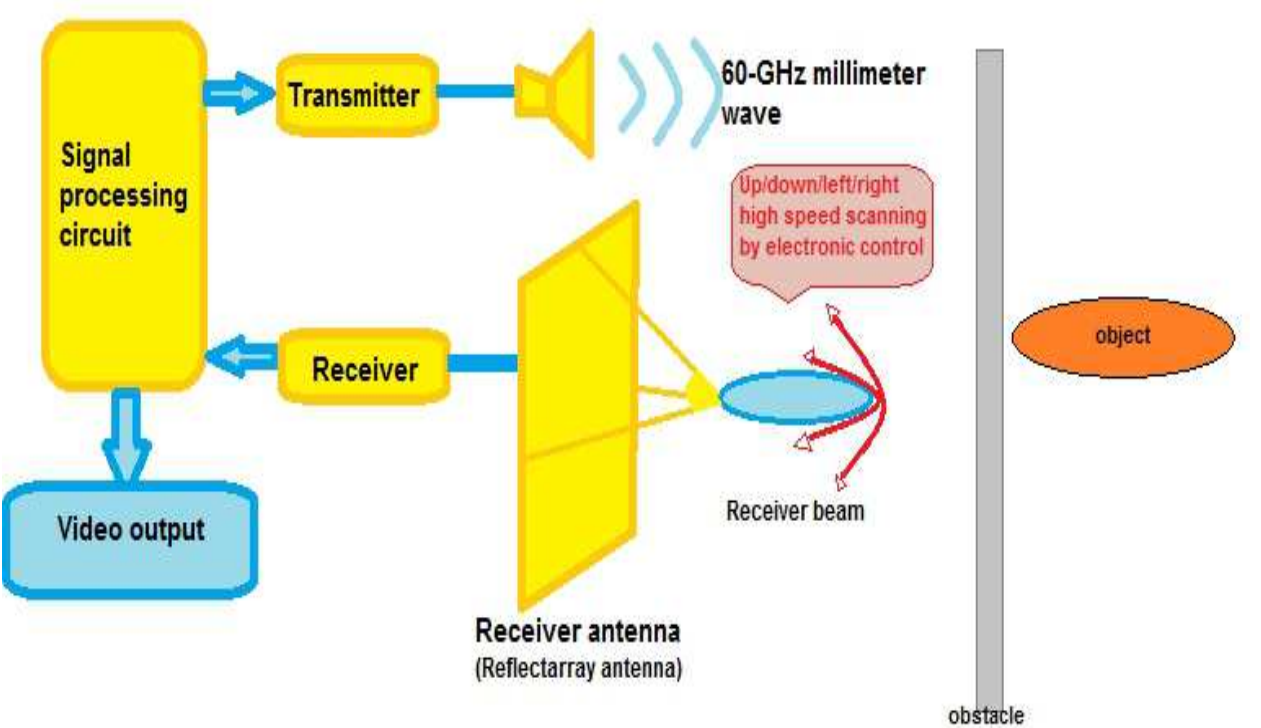 Signal
processing
circuit
Transmitter
60-GHz millimeter
wave
Up/down/left/right
high speed scanning
by electronic control
object
Receiver
Receiver beam
Video output
Receiver antenna
(Reflectarray antenna)
obstacle